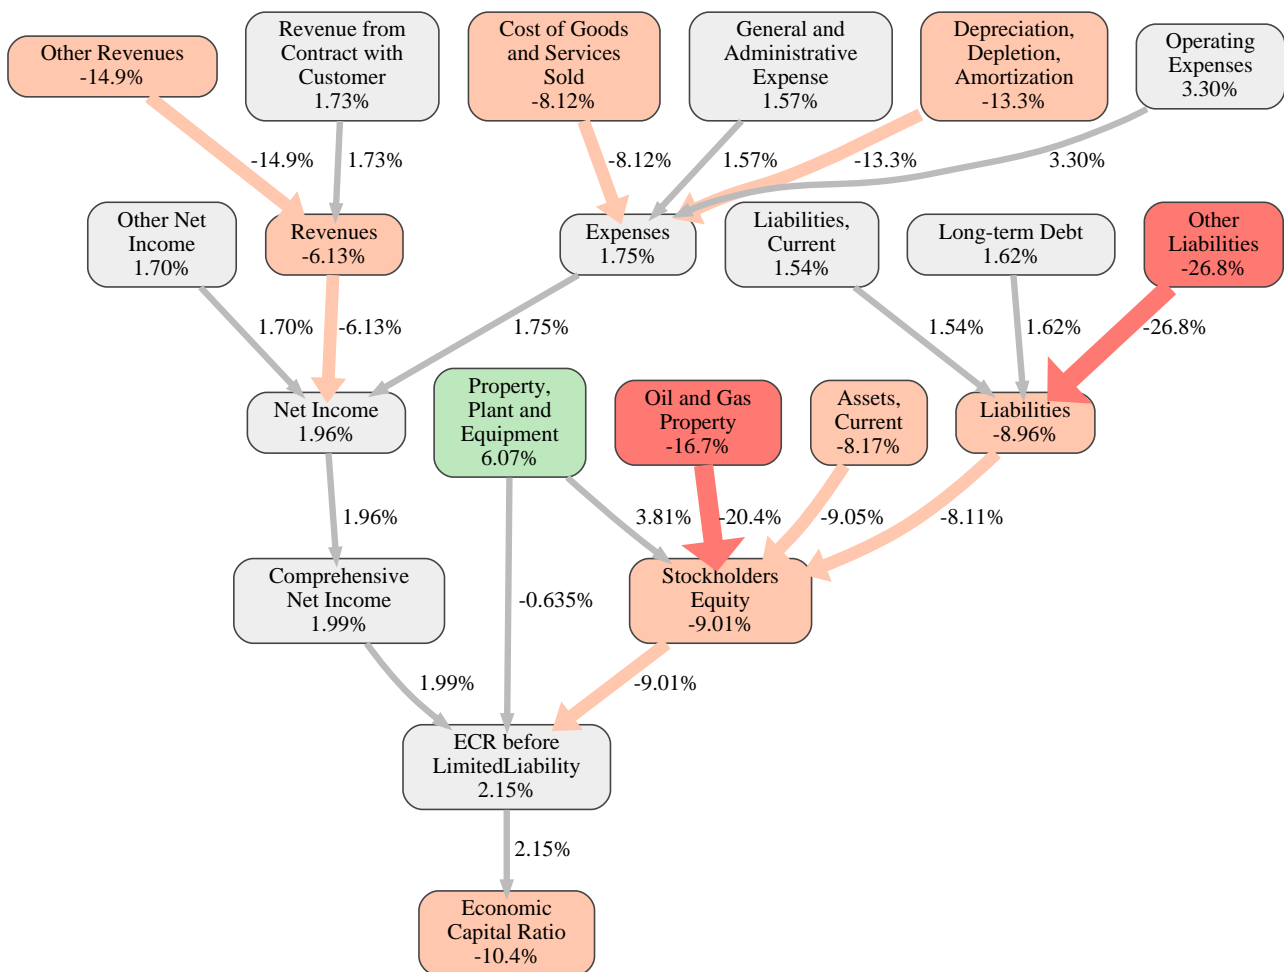 Other Revenues
-14.9%
Revenue from
Contract with
Customer
1.73%
Cost of Goods
and Services
Sold
-8.12%
General and
Administrative
Expense
1.57%
Depreciation,
Depletion,
Amortization
-13.3%
Operating
Expenses
3.30%
-14.9%
1.73%
-8.12%
1.57%
-13.3%
3.30%
Other Net
Income
1.70%
Revenues
-6.13%
Expenses
1.75%
Liabilities,
Current
1.54%
Long-term Debt
1.62%
Other
Liabilities
-26.8%
1.70%
-6.13%
1.75%
1.54%
1.62%
-26.8%
Net Income
1.96%
Property,
Plant and
Equipment
6.07%
Oil and Gas
Property
-16.7%
Assets,
Current
-8.17%
Liabilities
-8.96%
1.96%
3.81%
-20.4%
-9.05%
-8.11%
Comprehensive
Net Income
1.99%
-0.635%
Stockholders
Equity
-9.01%
1.99%
-9.01%
ECR before
LimitedLiability
2.15%
2.15%
Economic
Capital Ratio
-10.4%